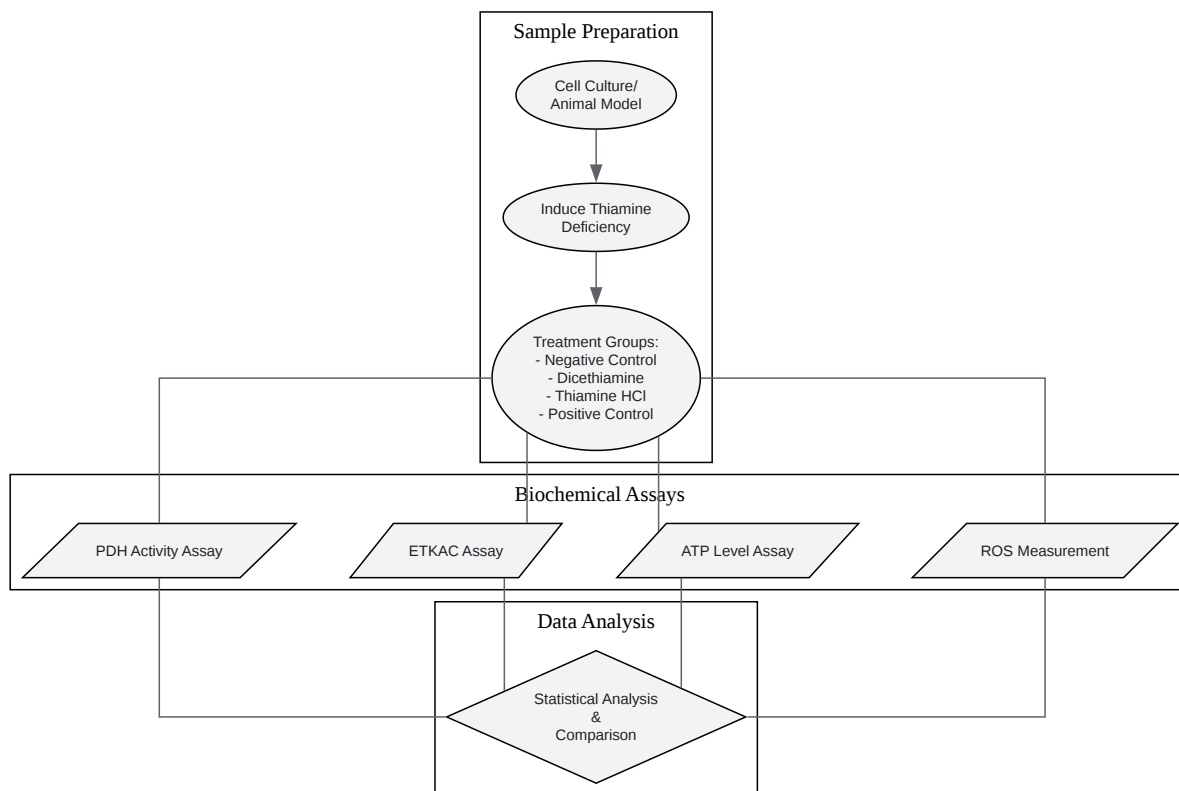 Sample Preparation
Cell Culture/
Animal Model
Induce Thiamine
Deficiency
Treatment Groups:
- Negative Control
- Dicethiamine
- Thiamine HCl
- Positive Control
Biochemical Assays
PDH Activity Assay
ETKAC Assay
ATP Level Assay
ROS Measurement
Data Analysis
Statistical Analysis
&
Comparison